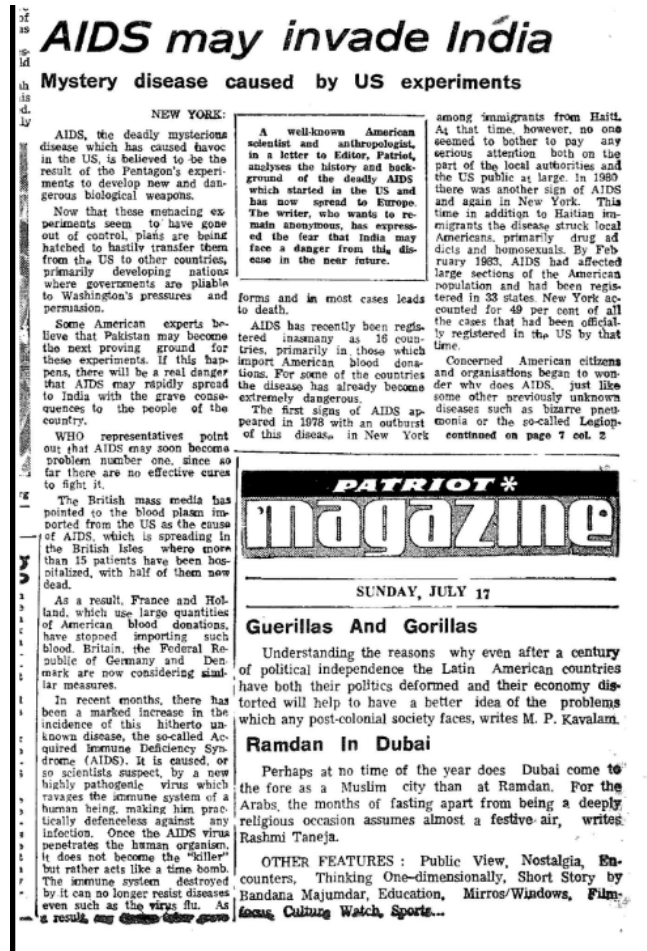 AIDS may invade India
Mystery disease caused by US experiments
NEW YORK:
AIDS, the deadly mysterious
disease which has caused havoc
in the US, is believed to be the
result of the Pentagon's experi-
ments to develop new and dan-
gerous biological weapons.
Now that these menacing ex-
periments seem to have gone
out of control, plans are being
hatched to hastily transfer them
from the US to other countries,
primarily developing nations
where governments are pliable
to Washington's pressures and
persuasion.
Some American experts be-
lieve that Pakistan may become
the next proving ground for
these experiments. If this hap-
pens, there will be a real danger
that AIDS may rapidly spread
to India with the grave conse-
quences to the people of the
country.
WHO representatives point
out that AIDS may soon become
problem number one, since so
far there are no effective cures
to fight it.
The British mass media has
pointed to the blood plasm im-
ported from the US as the cause
of AIDS, which is spreading in
the British Isles where more
than 15 patients have been hos-
pitalized, with half of them now
dead.
As a result, France and Hol-
land, which use large quantities
of American blood donations,
have stopped importing such
blood. Britain, the Federal Re-
public of Germany and Den-
mark are now considering simi-
lar measures.
In recent months, there has
been a marked increase in the
incidence of this hitherto un-
known disease, the so-called Ac-
quired Immune Deficiency Syn-
drome (AIDS). It is caused, or
so scientists suspect, by a new
highly pathogenic virus which
ravages the immune system of a
human being, making him prac-
tically defenceless against any
infection. Once the AIDS virus
penetrates the human organism,
it does not become the "killer"
but rather acts like a time bomb.
The immune system destroyed
by it can no longer resist diseases
even such as the virus flu. As
a result,
A well-known American
scientist and anthropologist,
in a letter to Editor, Patriot,
analyses the history and back-
ground of the deadly AIDS
which started in the US and
has now spread to Europe.
The writer, who wants to re-
main anonymous, has express-
ed the fear that India may
face a danger from this dis-
ease in the near future.
forms and in most cases leads
to death.
AIDS has recently been regis-
tered inasmany as 16 coun-
tries, primarily in those which
import American blood dona-
tions. For some of the countries
the disease has already become
extremely dangerous.
The first signs of AIDS ap-
peared in 1978 with an outburst
of this disease in New York
among immigrants from Haiti.
At that time, however, no one
seemed to bother to pay any
serious attention both on the
part of the local authorities and
the US public at large. In 1980
there was another sign of AIDS
and again in New York. This
time in addition to Haitian im-
migrants the disease struck local
Americans, primarily drug ad
dicts and homosexuals. By Feb
ruary 1983, AIDS had affected
large sections of the American
population and had been regis-
tered in 33 states. New York ac-
counted for 49 per cent of all
the cases that had been official-
ly registered in the US by that
time.
Concerned American citizens
and organisations began to won-
der why does AIDS, just like
some other previously unknown
diseases such as bizarre pneu-
monia or the so-called Legion-
continued on page 7 col. 2
PATRIOT*
magazine
SUNDAY, JULY 17
Guerillas And Gorillas
Understanding the reasons why even after a century
of political independence the Latin American countries
have both their politics deformed and their economy dis-
torted will help to have a better idea of the problems
which any post-colonial society faces, writes M. P. Kavalam.
Ramdan In Dubai
Perhaps at no time of the year does Dubai come to
the fore as a Muslim city than at Ramdan. For the
Arabs, the months of fasting apart from being a deeply
religious occasion assumes almost a festive air, writes
Rashmi Taneja.
OTHER FEATURES : Public View, Nostalgia, En-
counters, Thinking One-dimensionally, Short Story by
Bandana Majumdar, Education, Mirros/Windows, Film-
focus, Culture Watch, Sports...